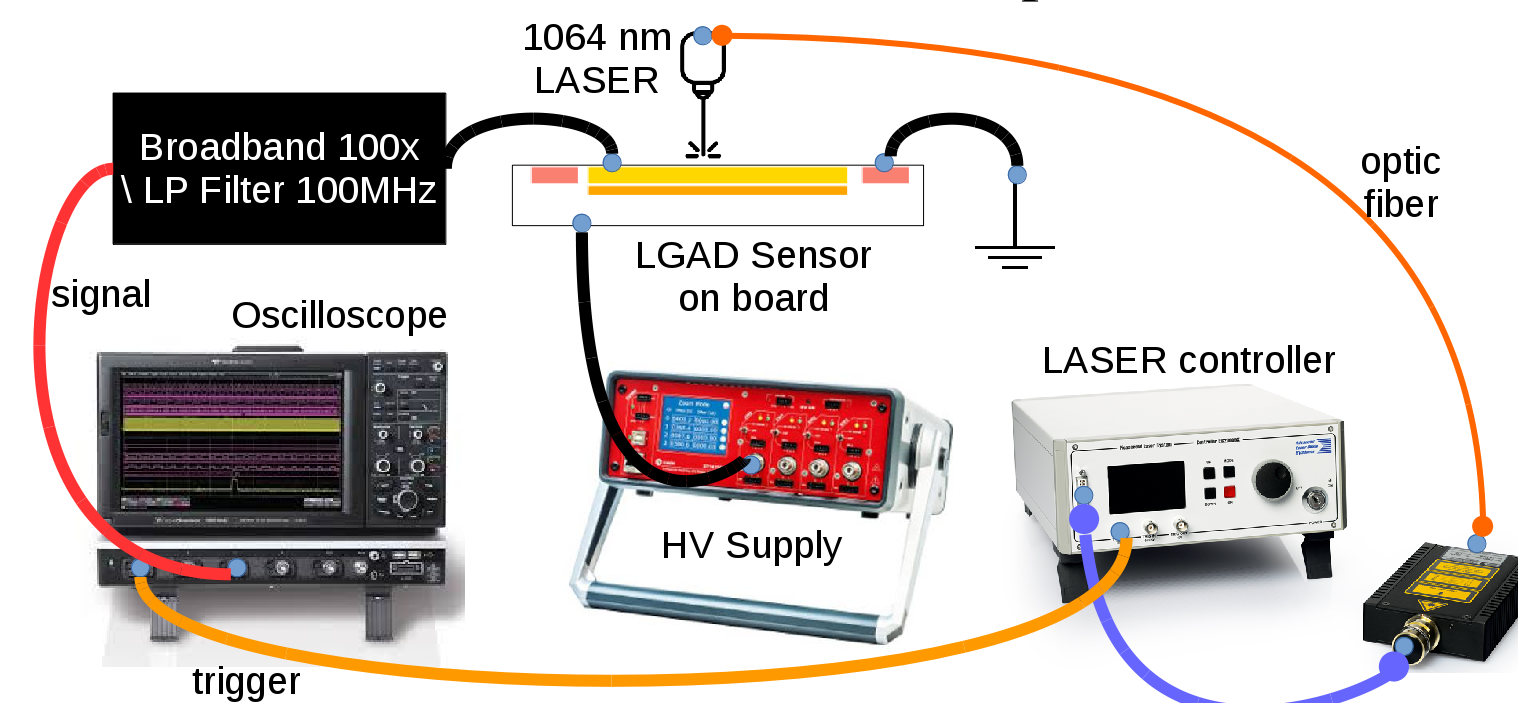 1064 nm
LASER
Broadband 100x
\ LP Filter 100MHz
optic
fiber
LGAD Sensor
on board
signal
Oscilloscope
LASER controller
HV Supply
trigger